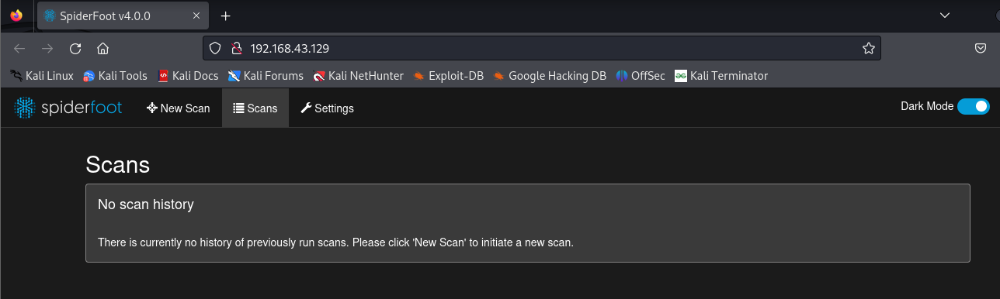 SpiderFoot v4.0.0
192.168.43.129
Kali Linux Kali Tools Kali Docs Kali Forums Kali NetHunter Exploit-DB Google Hacking DB OffSec Kali Terminator
spiderfoot New Scan Scans Settings Dark Mode
Scans
No scan history
There is currently no history of previously run scans. Please click 'New Scan' to initiate a new scan.